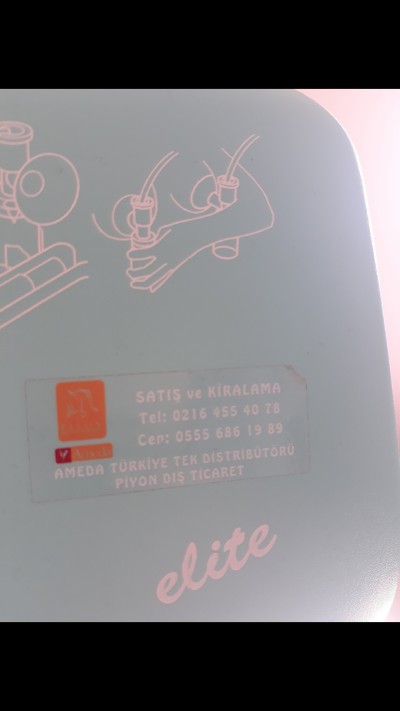 SATIŞ ve KİRALAMA
Tel: 0216 455 40 78
Cep: 0555 686 19 89
AMEDA TÜRKİYE TEK DİSTRİBÜTÖRÜ
PİYON DIŞ TİCARET
elite